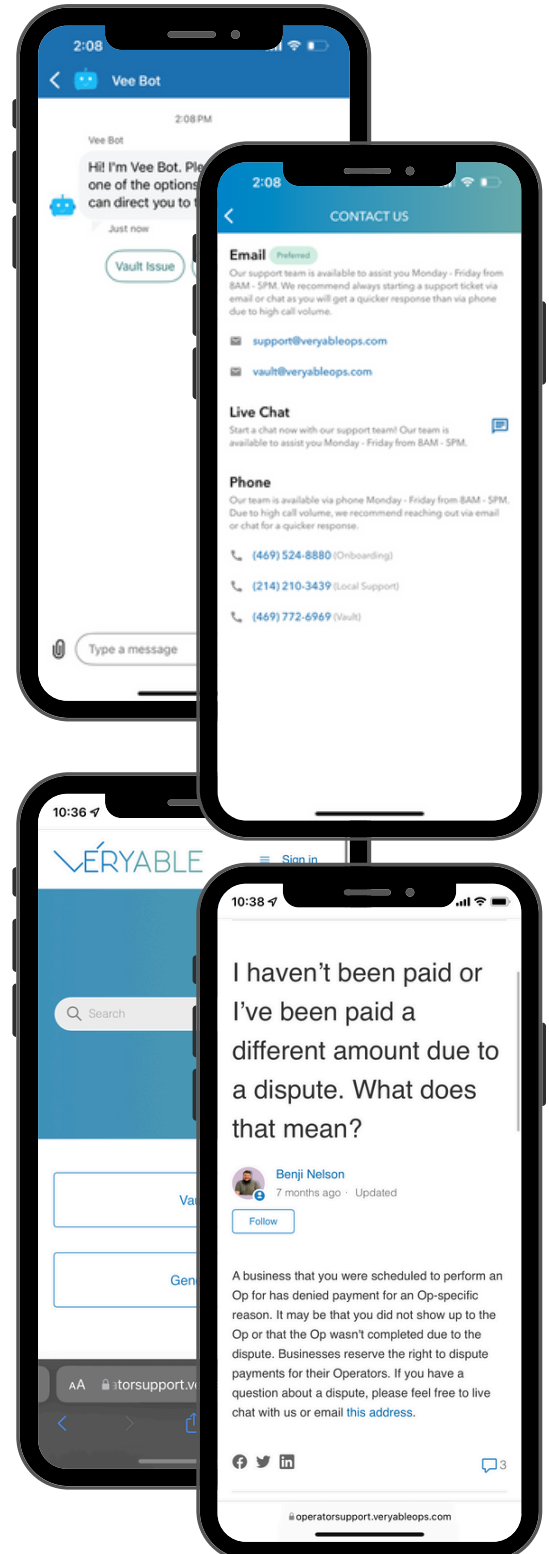 2:08
Vee Bot
2:08 PM
Vee Bot
Hi! I'm Vee Bot.
one of the options
can direct you to
Just now
Vault Issue
Type a message
2:08
CONTACT US
Email Preferred
Our support team is available to assist you Monday - Friday from
8AM - 5PM. We recommend always starting a support ticket via
email or chat as you will get a quicker response than via phone
due to high call volume.
support@veryableops.com
vault@veryableops.com
Live Chat
Start a chat now with our support team! Our team is
available to assist you Monday - Friday from 8AM - 5PM.
Phone
Our team is available via phone Monday - Friday from 8AM - 5PM.
Due to high call volume, we recommend reaching out via email
or chat for a quicker response.
(469) 524-8880 (Onboarding)
(214) 210-3439 (Local Support)
(469) 772-6969 (Vault)
10:36
VERYABLE
Sign in
Search
AA
10:38
I haven't been paid or
I've been paid a
different amount due to
a dispute. What does
that mean?
Benji Nelson
7 months ago · Updated
Follow
A business that you were scheduled to perform an
Op for has denied payment for an Op-specific
reason. It may be that you did not show up to the
Op or that the Op wasn't completed due to the
dispute. Businesses reserve the right to dispute
payments for their Operators. If you have a
question about a dispute, please feel free to live
chat with us or email this address.
3
operatorsupport.veryableops.com